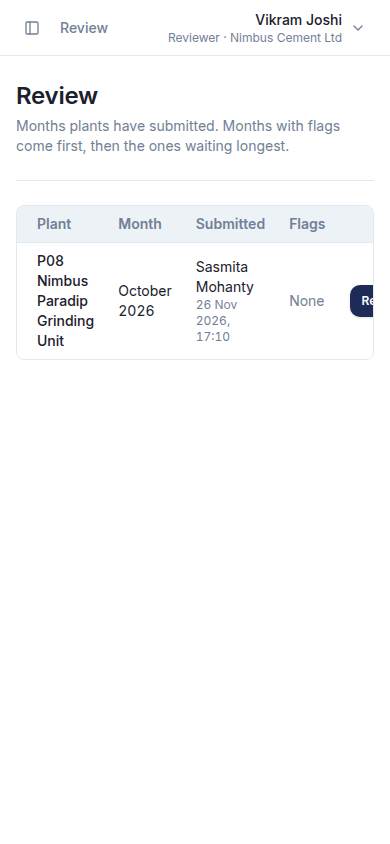 Review
Vikram Joshi
Reviewer · Nimbus Cement Ltd
Review
Months plants have submitted. Months with flags
come first, then the ones waiting longest.
Plant Month Submitted Flags
P08
Nimbus
Paradip
Grinding
Unit
October
2026
Sasmita
Mohanty
26 Nov
2026,
17:10
None